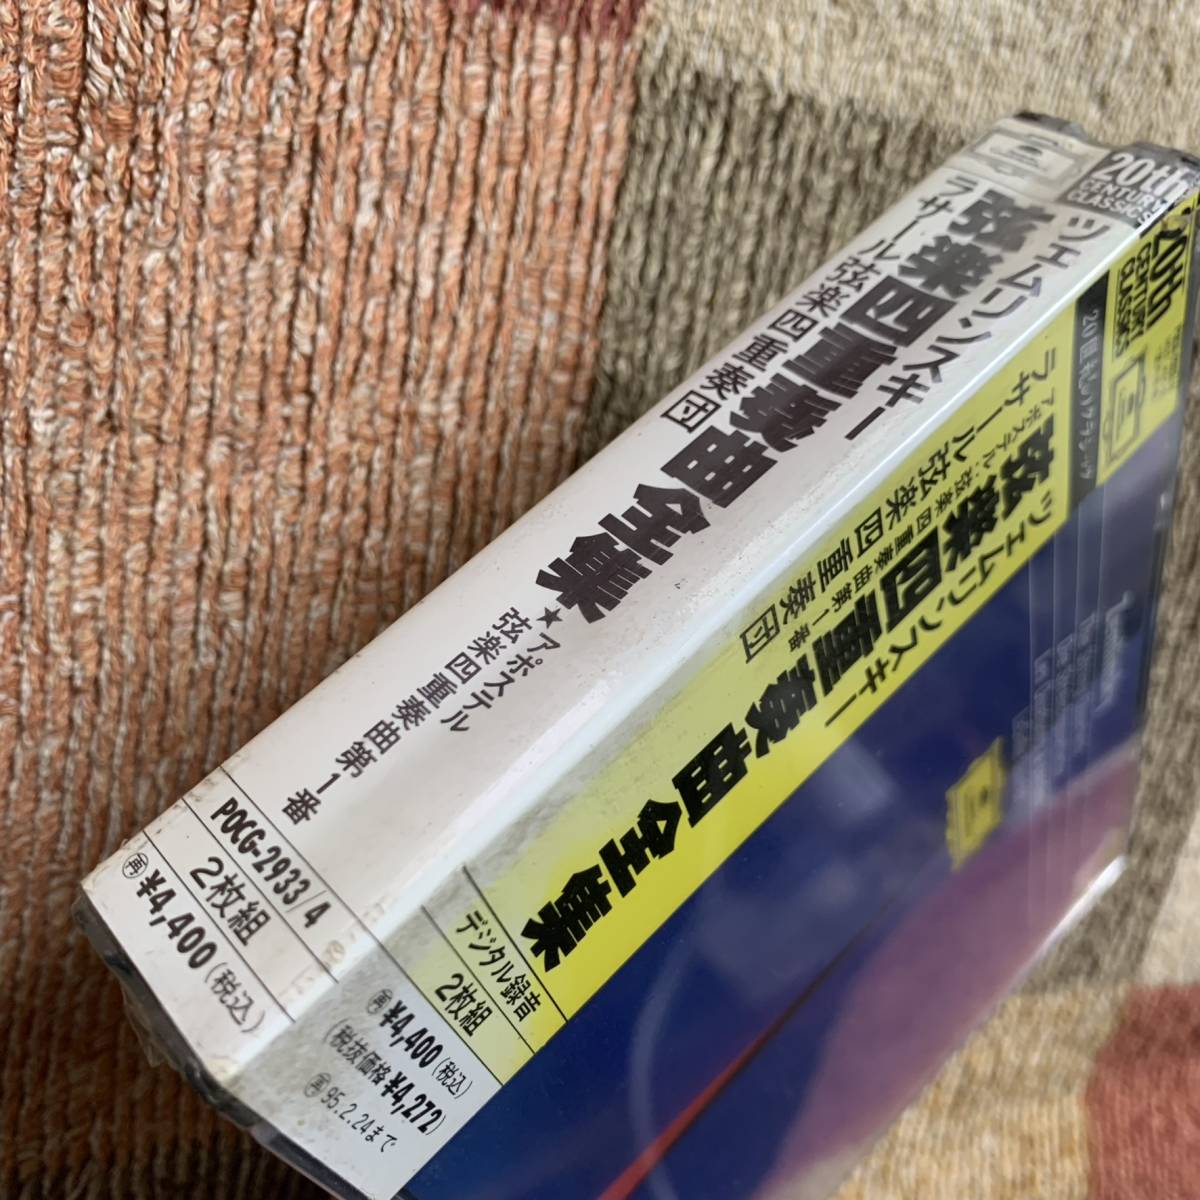 20th
CENTURY
CLASSICS
ツェムリンスキー
弦楽四重奏曲全集
ラサール弦楽四重奏団
★アポステル
弦楽四重奏曲第1番
POCG-2933/4
2枚組
再 ¥4,400(税込)
20th
CENTURY
CLASSICS
20世紀のクラシック
ツェムリンスキー
弦楽四重奏曲全集
アポステル:弦楽四重奏曲第1番
ラサール弦楽四重奏団
デジタル録音
2枚組
再 ¥4,400(税込)
(税抜価格¥4,272)
再 95.2.24まで